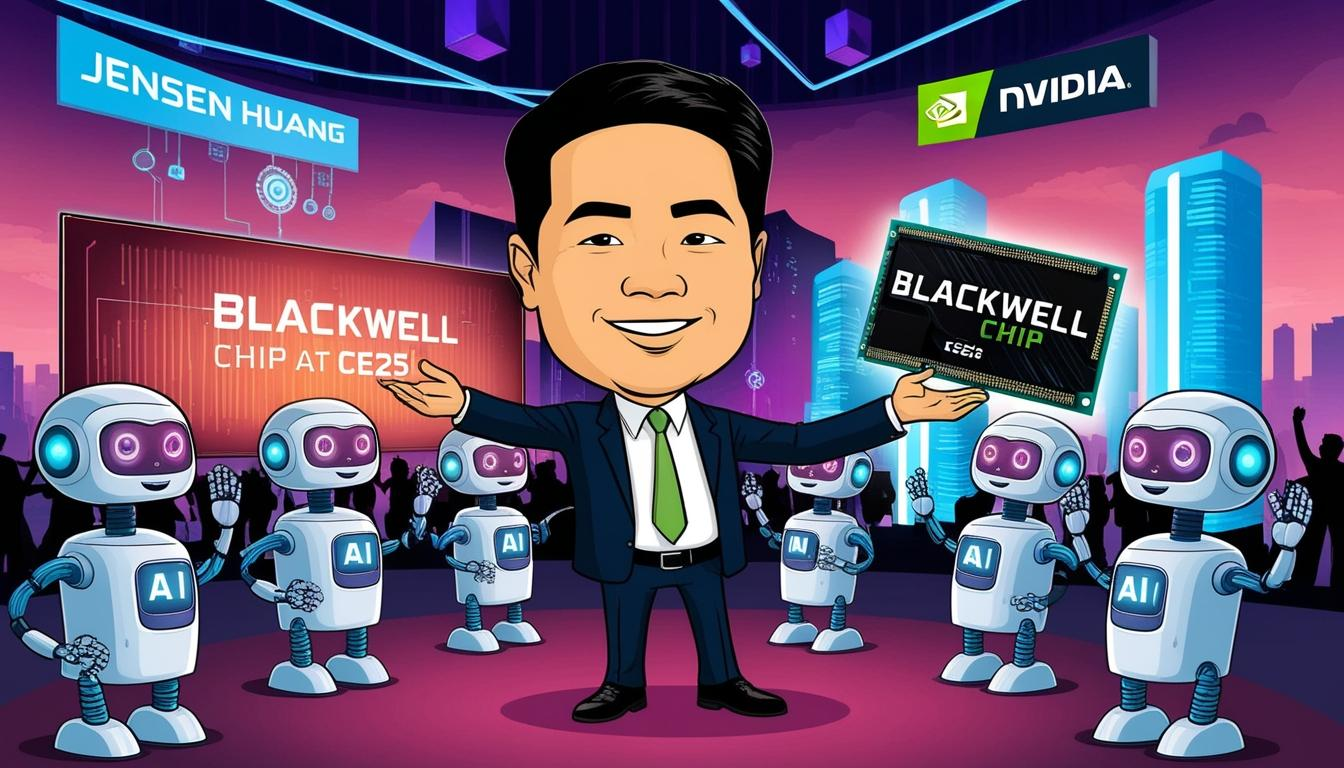 JENSEN HUANG
NVIDIA
BLACKWELL
CHIP AT CE25
BLACKWELL
CHIP
AI
AI
AI
AI
AI